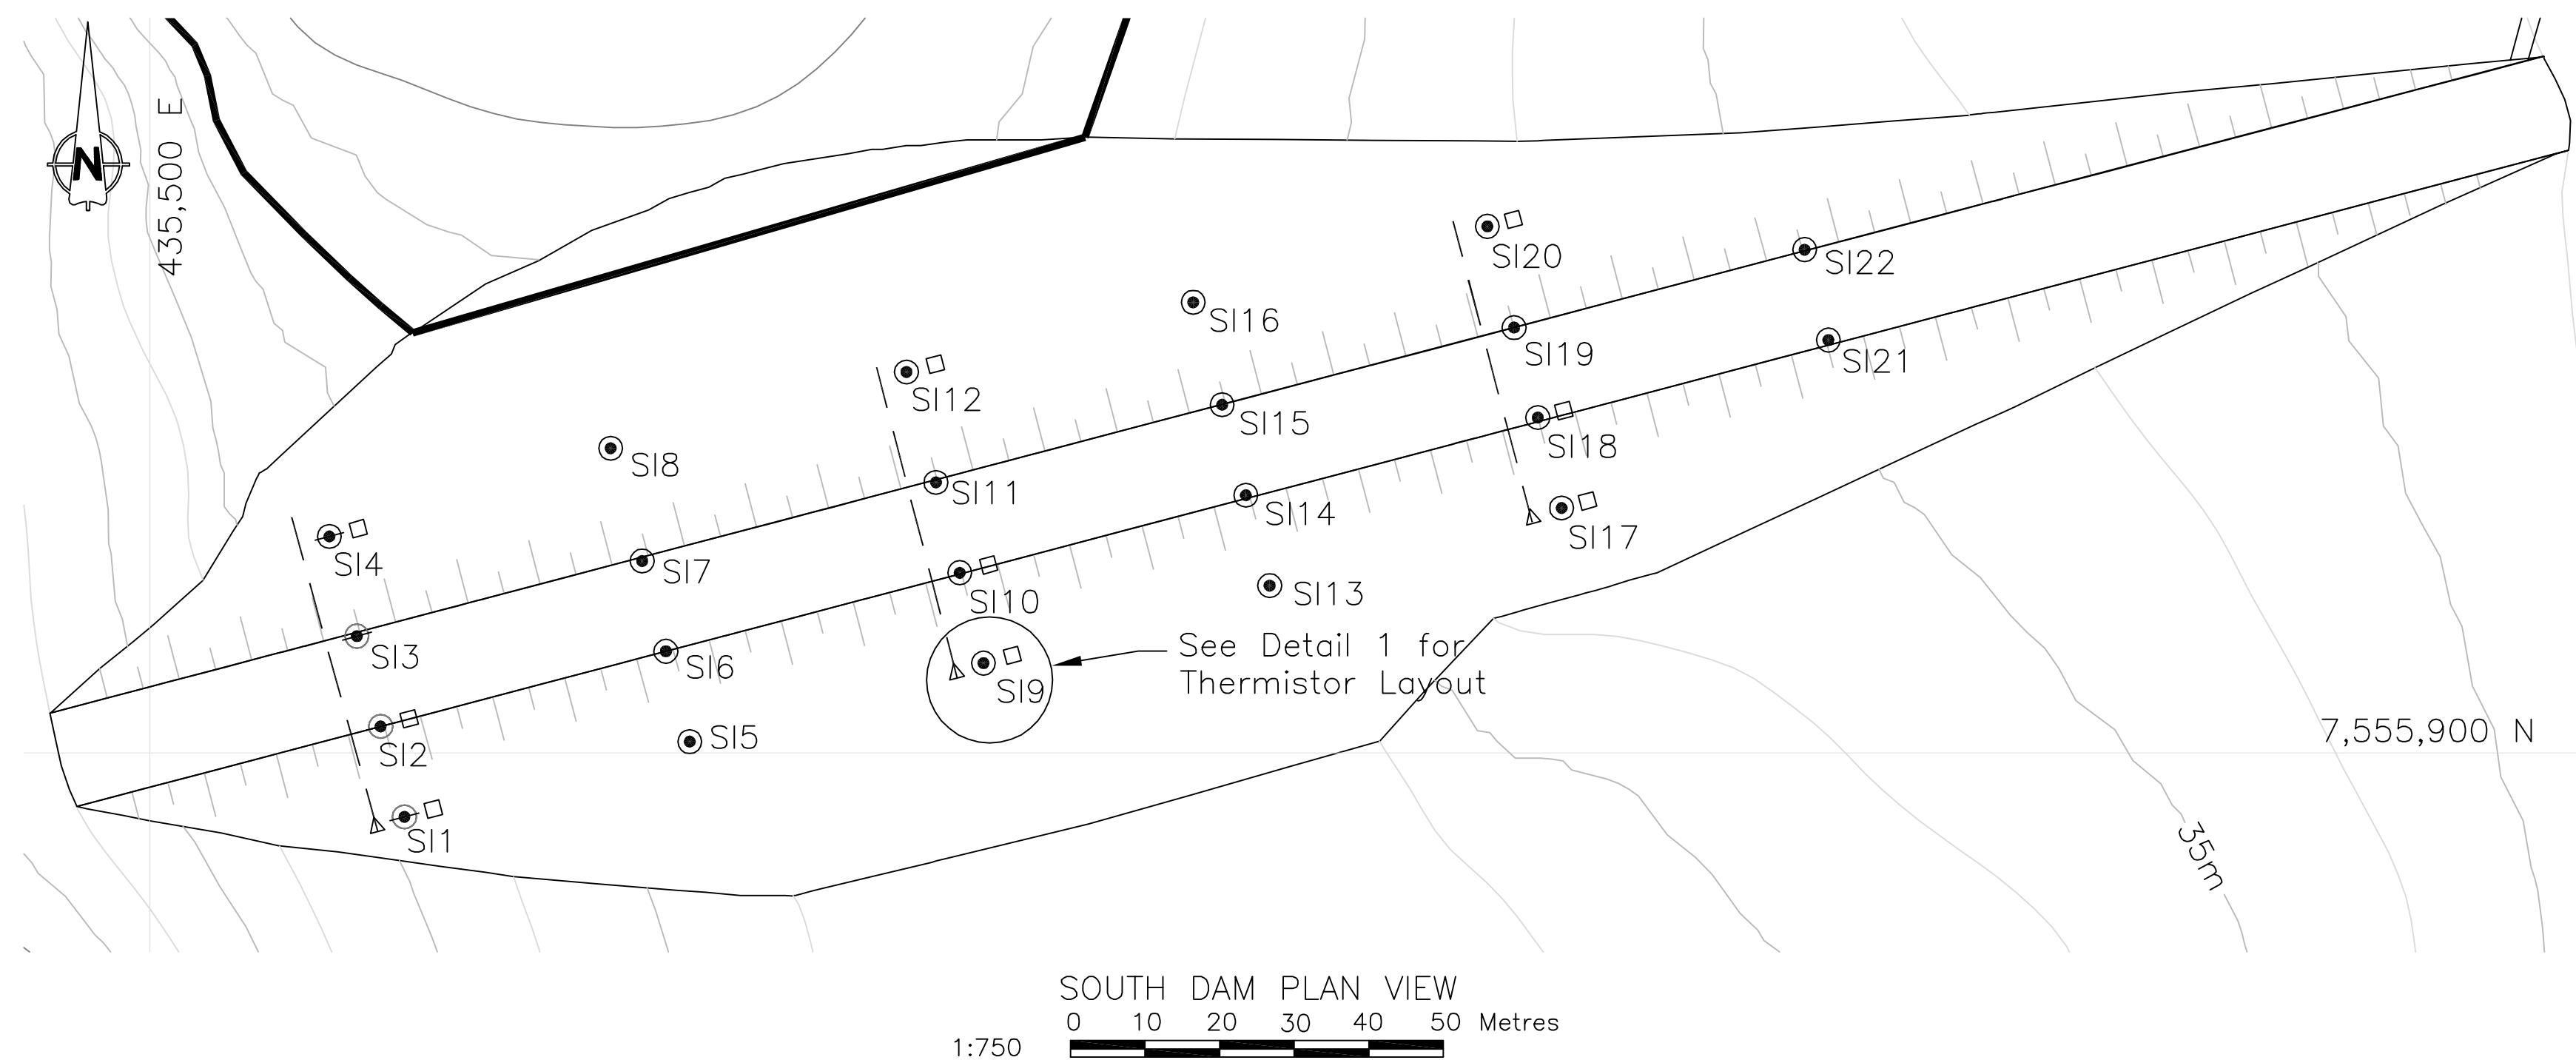 N
435,500 E
SI20
SI22
SI16
SI19
SI21
SI12
SI15
SI18
SI8
SI11
SI14
SI17
SI4
SI7
SI10
SI13
SI3
SI6
SI9
See Detail 1 for
Thermistor Layout
SI2
SI5
7,555,900 N
SI1
35m
SOUTH DAM PLAN VIEW
0 10 20 30 40 50 Metres
1:750